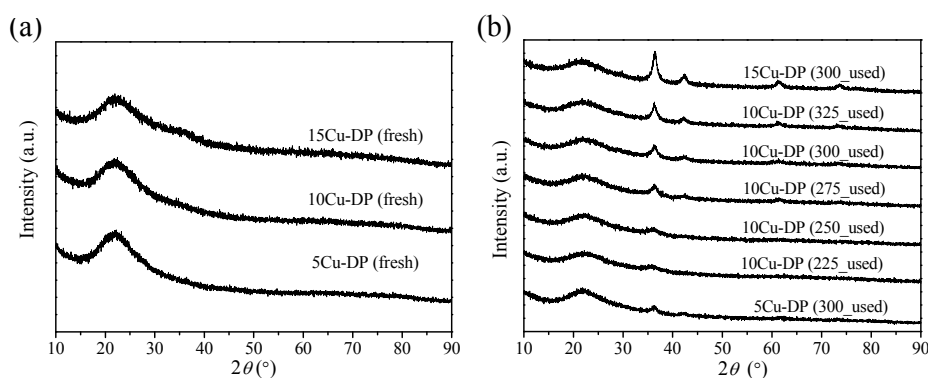 (a)
15Cu-DP (fresh)
10Cu-DP (fresh)
5Cu-DP (fresh)
Intensity (a.u.)
10 20 30 40 50 60 70 80 90
2θ (°)
(b)
15Cu-DP (300_used)
10Cu-DP (325_used)
10Cu-DP (300_used)
10Cu-DP (275_used)
10Cu-DP (250_used)
10Cu-DP (225_used)
5Cu-DP (300_used)
Intensity (a.u.)
10 20 30 40 50 60 70 80 90
2θ (°)